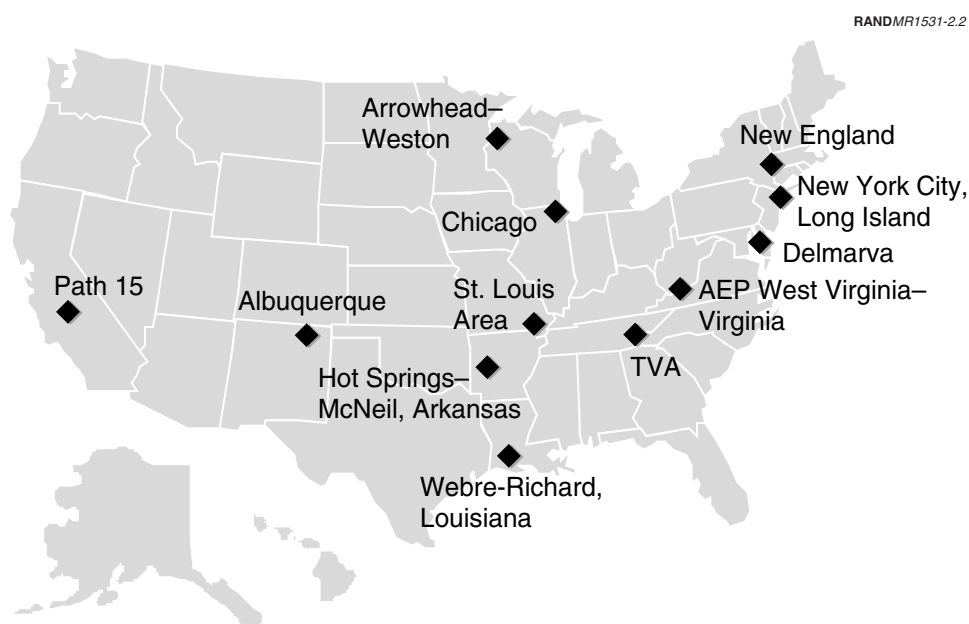 RANDMR1531-2.2
Arrowhead–
Weston
New England
New York City,
Long Island
Chicago
Delmarva
Path 15
Albuquerque
St. Louis
Area
AEP West Virginia–
Virginia
TVA
Hot Springs–
McNeil, Arkansas
Webre-Richard,
Louisiana